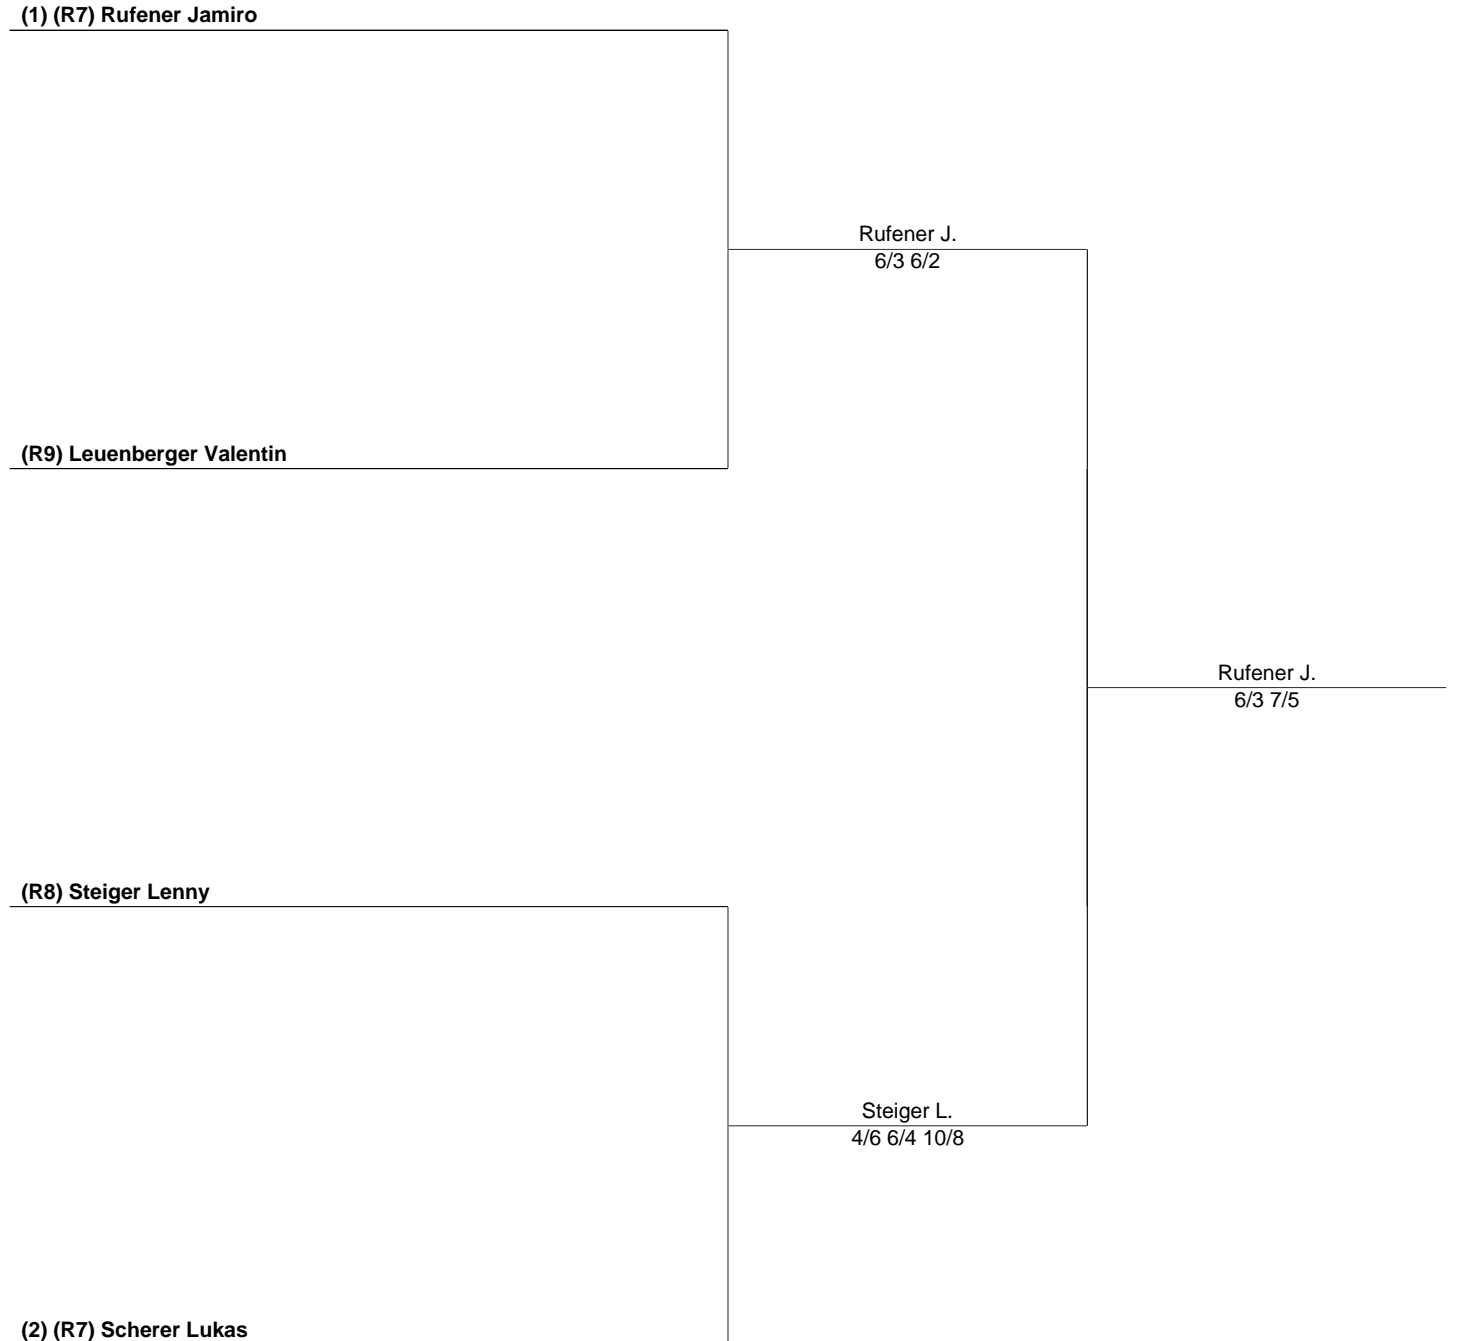 (1) (R7) Rufener Jamiro
Rufener J.
6/3 6/2
(R9) Leuenberger Valentin
Rufener J.
6/3 7/5
(R8) Steiger Lenny
Steiger L.
4/6 6/4 10/8
(2) (R7) Scherer Lukas